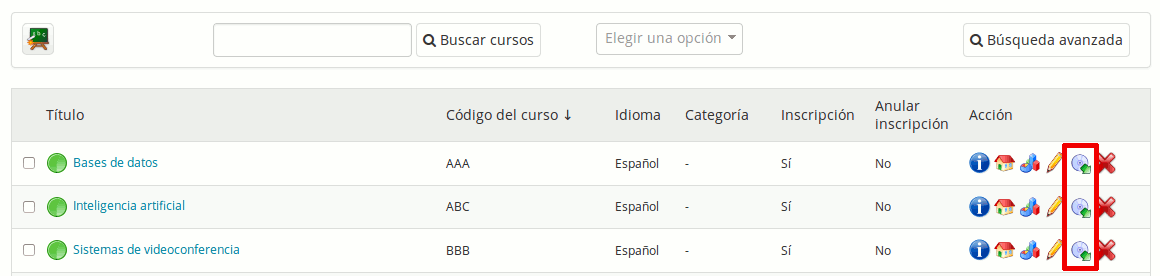 Buscar cursos Elegir una opción Búsqueda avanzada
Título Código del curso ↓ Idioma Categoría Inscripción Anular inscripción Acción
Bases de datos AAA Español - Sí No
Inteligencia artificial ABC Español - Sí No
Sistemas de videoconferencia BBB Español - Sí No